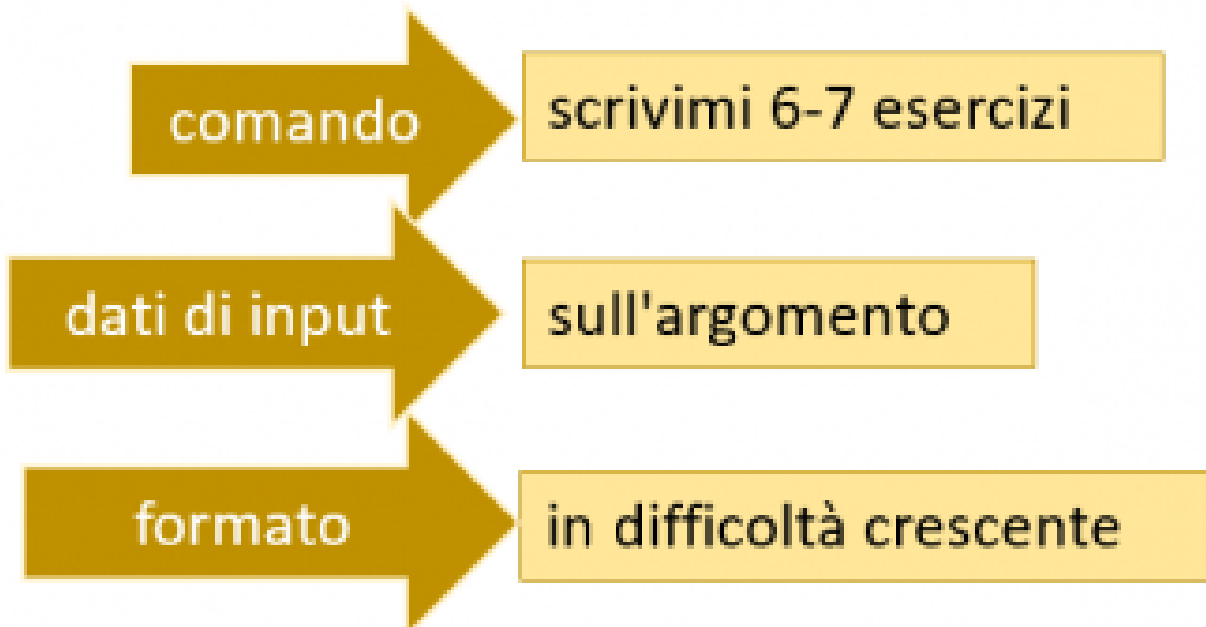 comando
scrivimi 6-7 esercizi
dati di input
sull'argomento
formato
in difficoltà crescente